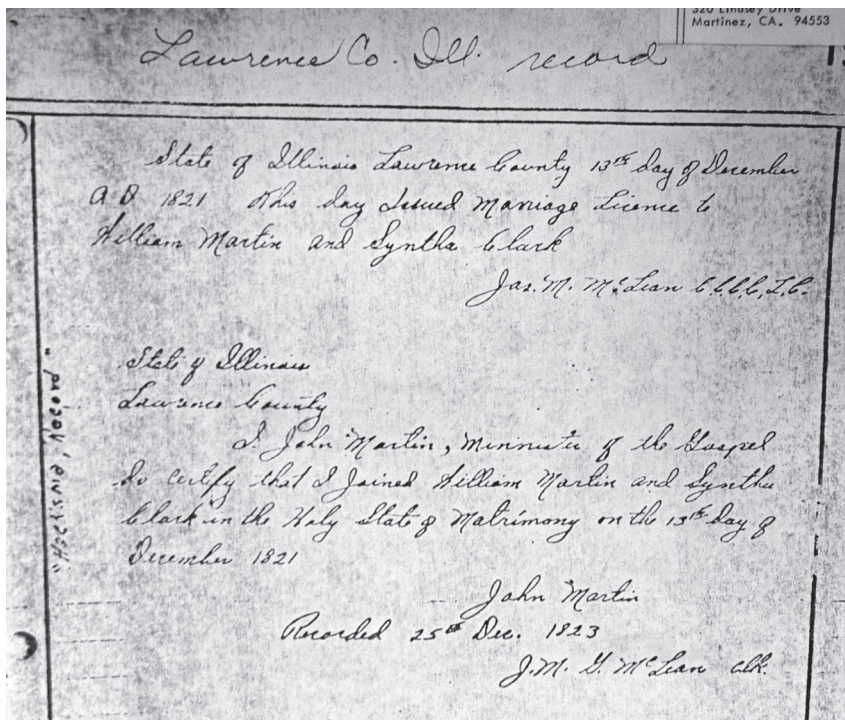 320 Lindsey Drive
Martinez, CA. 94553
Lawrence Co. Ill. record
State of Illinois Lawrence County 13th day of December
A D 1821 This day Issued Marriage Licence to
William Martin and Syntha Clark
Jas. M. McLean C.C.C.C,L,C.
State of Illinois
Lawrence County
I John Martin, Minnister of the Gospel
do certify that I Joined William Martin and Syntha
Clark in the Holy State of Matrimony on the 13th day of
December 1821
John Martin
Recorded 25th Dec. 1823
J.M. G. McLean clk.
Record"